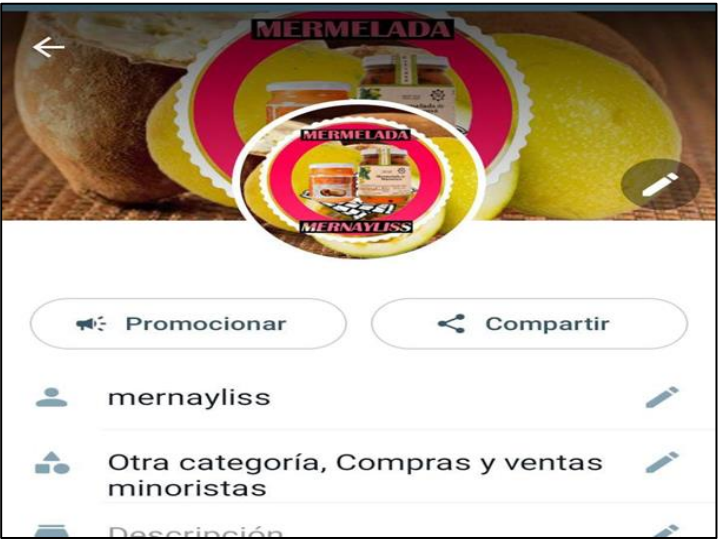 MERMELADA
MERMELADA
MERNAYLISS
Promocionar
Compartir
mernayliss
Otra categoría, Compras y ventas
minoristas
Descripción